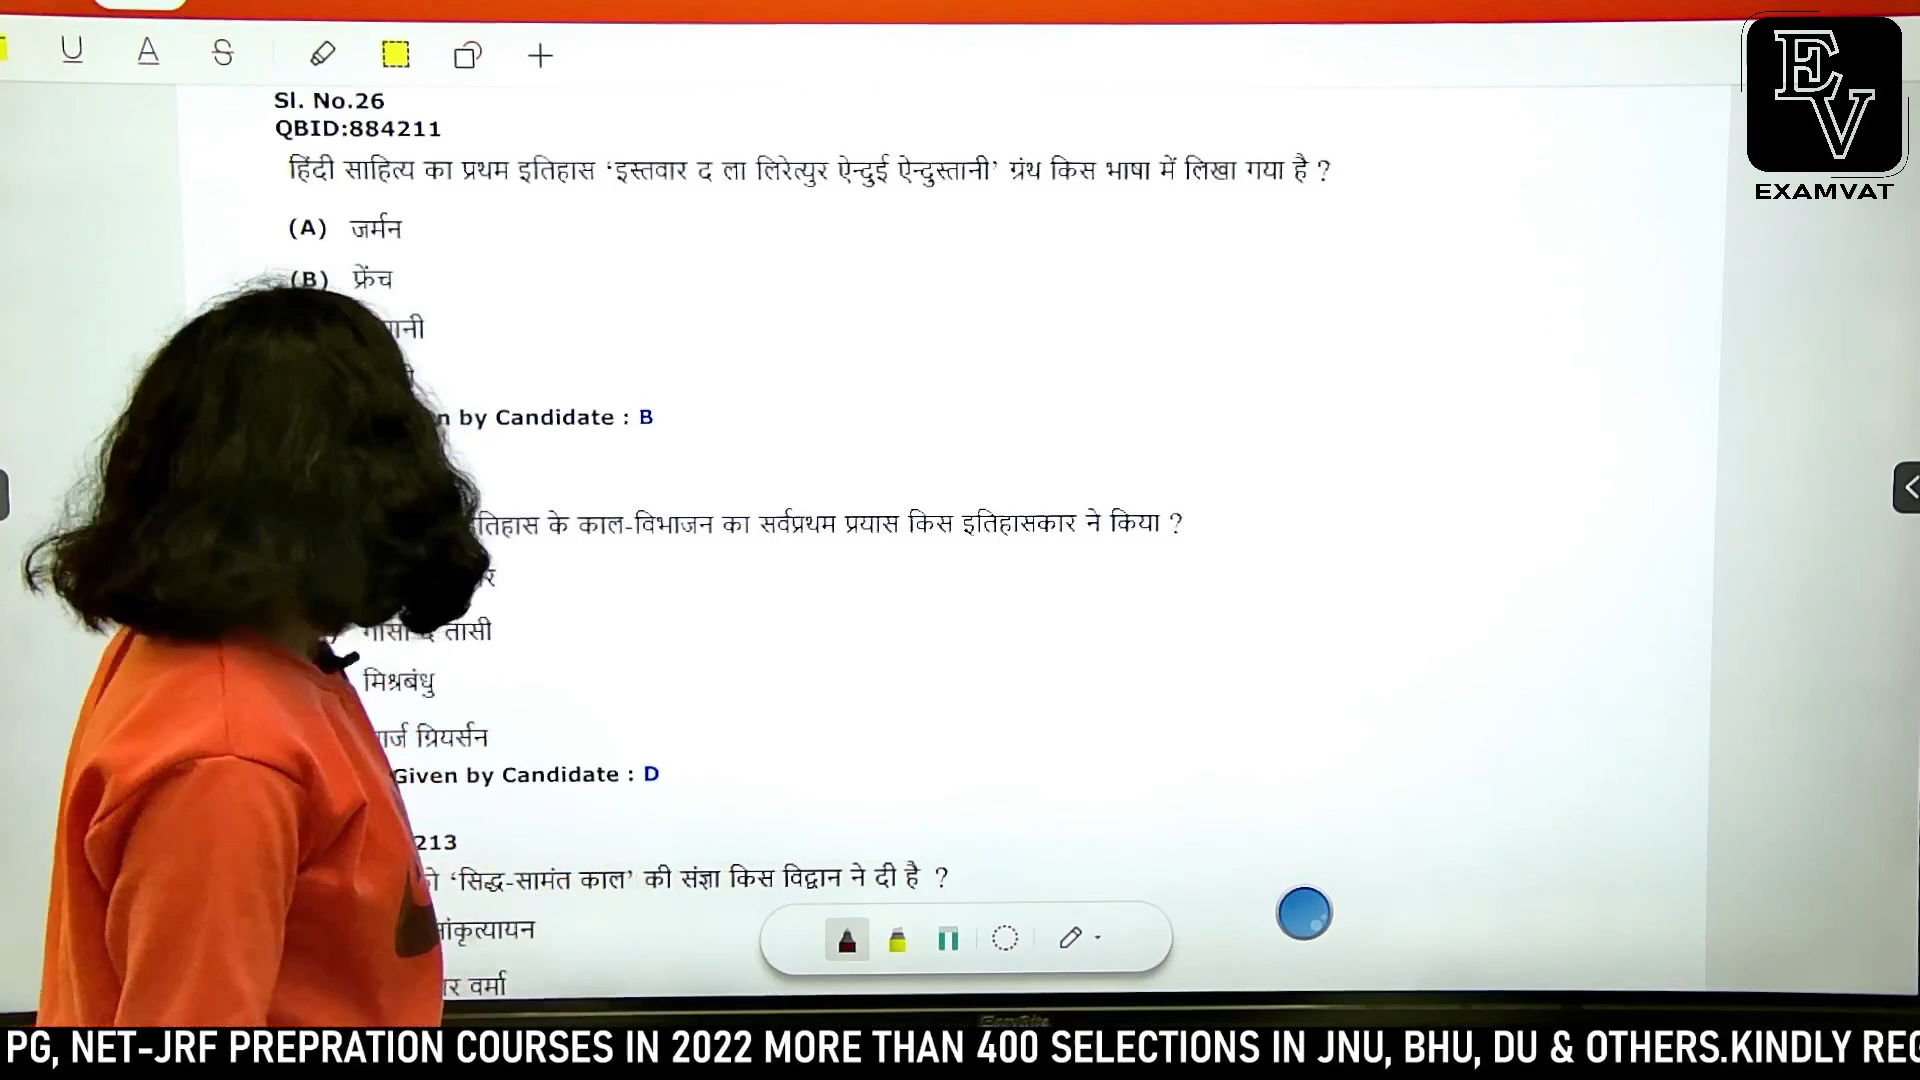 U A S
EV
EXAMVAT
Sl. No.26
QBID:884211
हिंदी साहित्य का प्रथम इतिहास ‘इस्तवार द ला लिरेत्युर ऐन्दुई ऐन्दुस्तानी’ ग्रंथ किस भाषा में लिखा गया है ?
(A) जर्मन
(B) फ्रेंच
by Candidate : B
के काल-विभाजन का सर्वप्रथम प्रयास किस इतिहासकार ने किया ?
तासी
मिश्रबंधु
ग्रियर्सन
Given by Candidate : D
213
‘सिद्ध-सामंत काल’ की संज्ञा किस विद्वान ने दी है ?
वर्मा
PG, NET-JRF PREPRATION COURSES IN 2022 MORE THAN 400 SELECTIONS IN JNU, BHU, DU & OTHERS.KINDLY REG